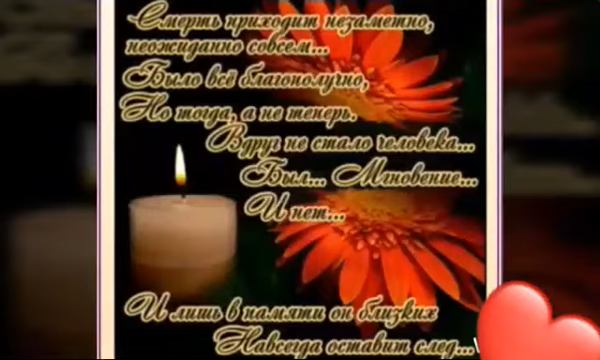 Смерть приходит незаметно,
неожиданно совсем...
Было всё благополучно,
Но тогда, а не теперь.
Вдруг не стало человека...
Был... Мгновение...
И нет...
И лишь в памяти он близких
Навсегда оставит след...